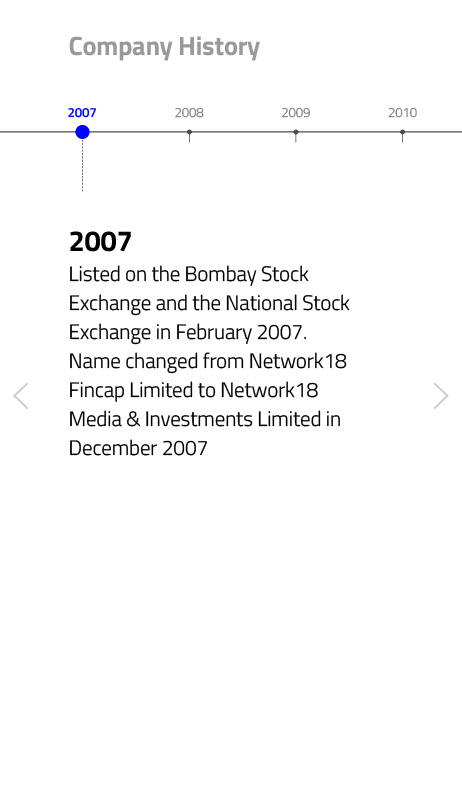 Company History
2007 2008 2009 2010
2007
Listed on the Bombay Stock
Exchange and the National Stock
Exchange in February 2007.
Name changed from Network18
Fincap Limited to Network18
Media & Investments Limited in
December 2007